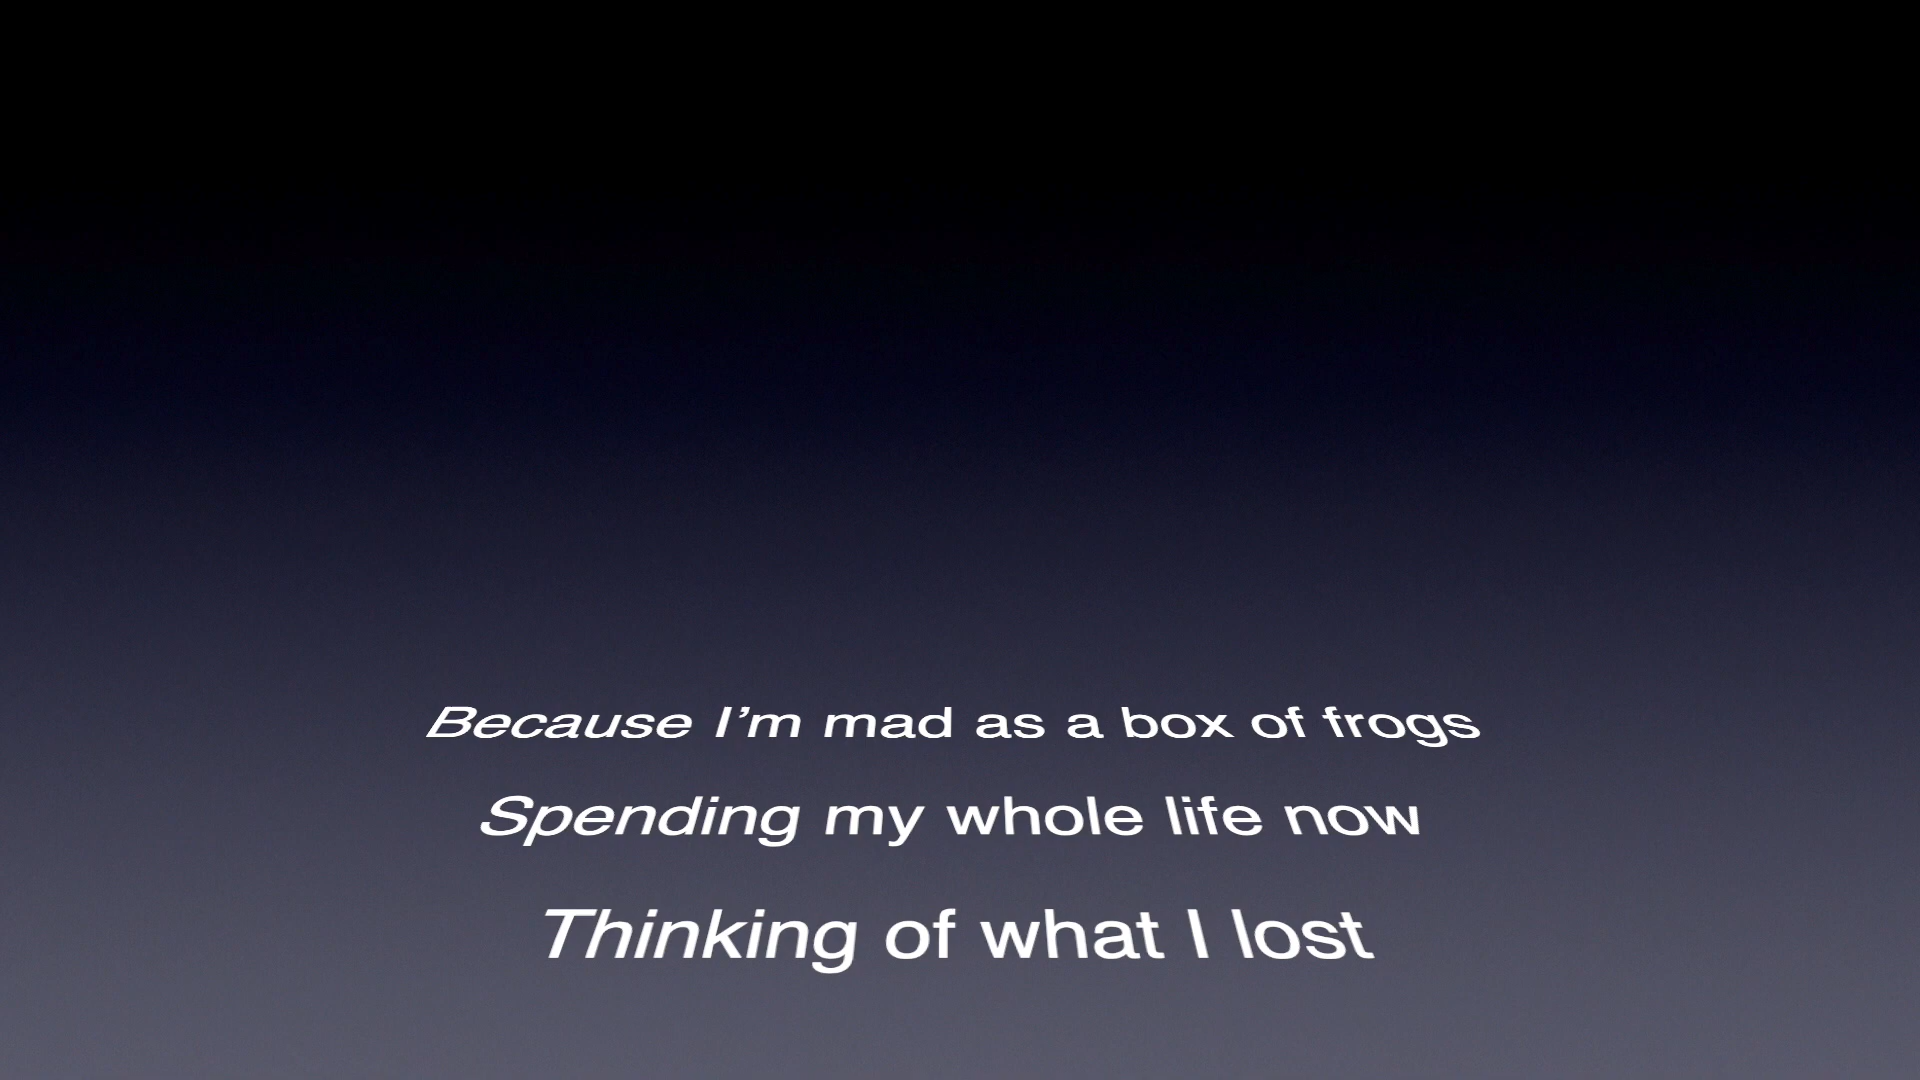 Because I’m mad as a box of frogs
Spending my whole life now
Thinking of what I lost